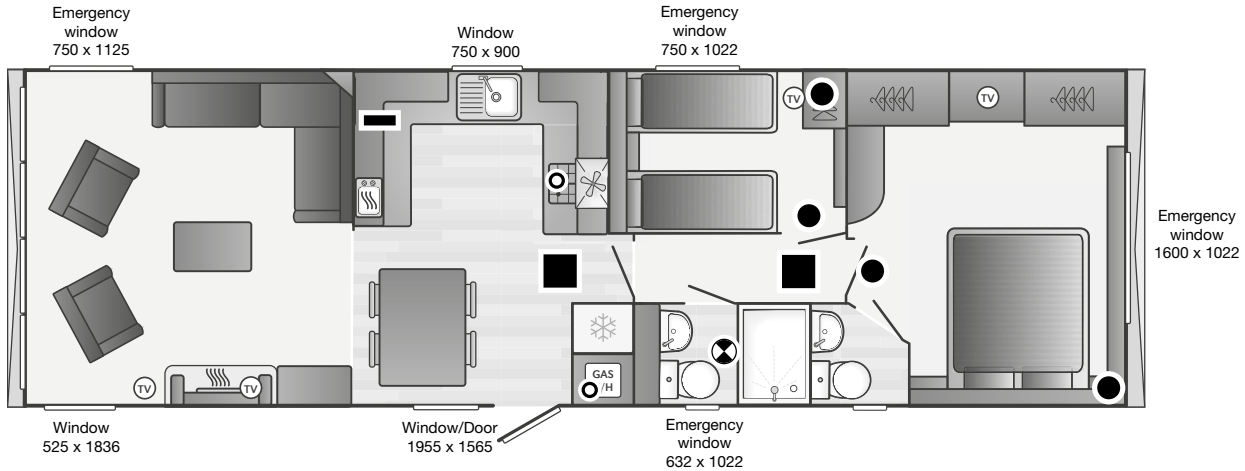 Emergency
window
750 x 1125
Window
750 x 900
Emergency
window
750 x 1022
TV
TV
Emergency
window
1600 x 1022
GAS
/H
TV
TV
Window
525 x 1836
Window/Door
1955 x 1565
Emergency
window
632 x 1022